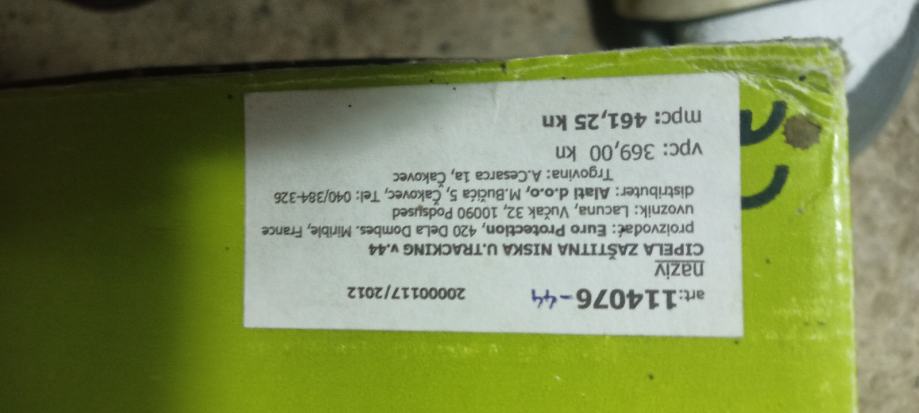 art:114076-44 20000117/2012
naziv
CIPELA ZAŠTITNA NISKA U.TRACKING v.44
proizođać: Euro Protection, 420 DeLa Dombes. Mirible, France
uvoznik: Lacuna, Vučak 32, 10090 Podsused
distributer: Alati d.o.o, M.Bučića 5, Čakovec, Tel: 040/384-326
Trgovina: A.Cesarca 1a, Čakovec
vpc: 369,00 kn
mpc: 461,25 kn